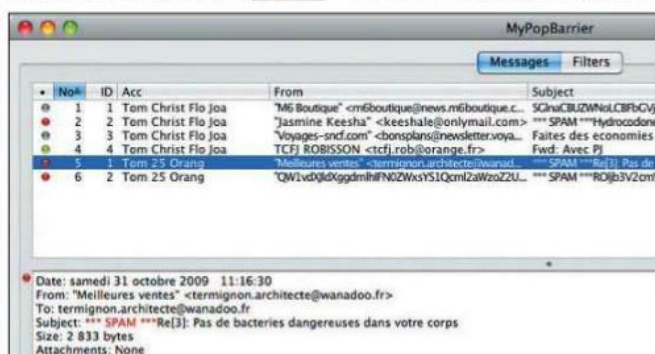 MyPopBarrier
Messages Filters
• No ID Acc From Subject
1 1 Tom Christ Flo Joa "M6 Boutique" <m6boutique@news.m6boutique.c...
2 2 Tom Christ Flo Joa "Jasmine Keesha" <keeshale@onlymail.com> *** SPAM ***Hydrocodone
3 3 Tom Christ Flo Joa "Voyages-sncf.com" <bonsplans@newsletter.voya... Faites des economies
4 4 Tom Christ Flo Joa TCFJ ROBISSON <tcfj.rob@orange.fr> Fwd: Avec PJ
5 1 Tom 25 Orang "Meilleures ventes" <termignon.architecte@wanad... *** SPAM ***Re[3]: Pas de
6 2 Tom 25 Orang *** SPAM
Date: samedi 31 octobre 2009 11:16:30
From: "Meilleures ventes" <termignon.architecte@wanadoo.fr>
To: termignon.architecte@wanadoo.fr
Subject: *** SPAM ***Re[3]: Pas de bacteries dangereuses dans votre corps
Size: 2 833 bytes
Attachments: None